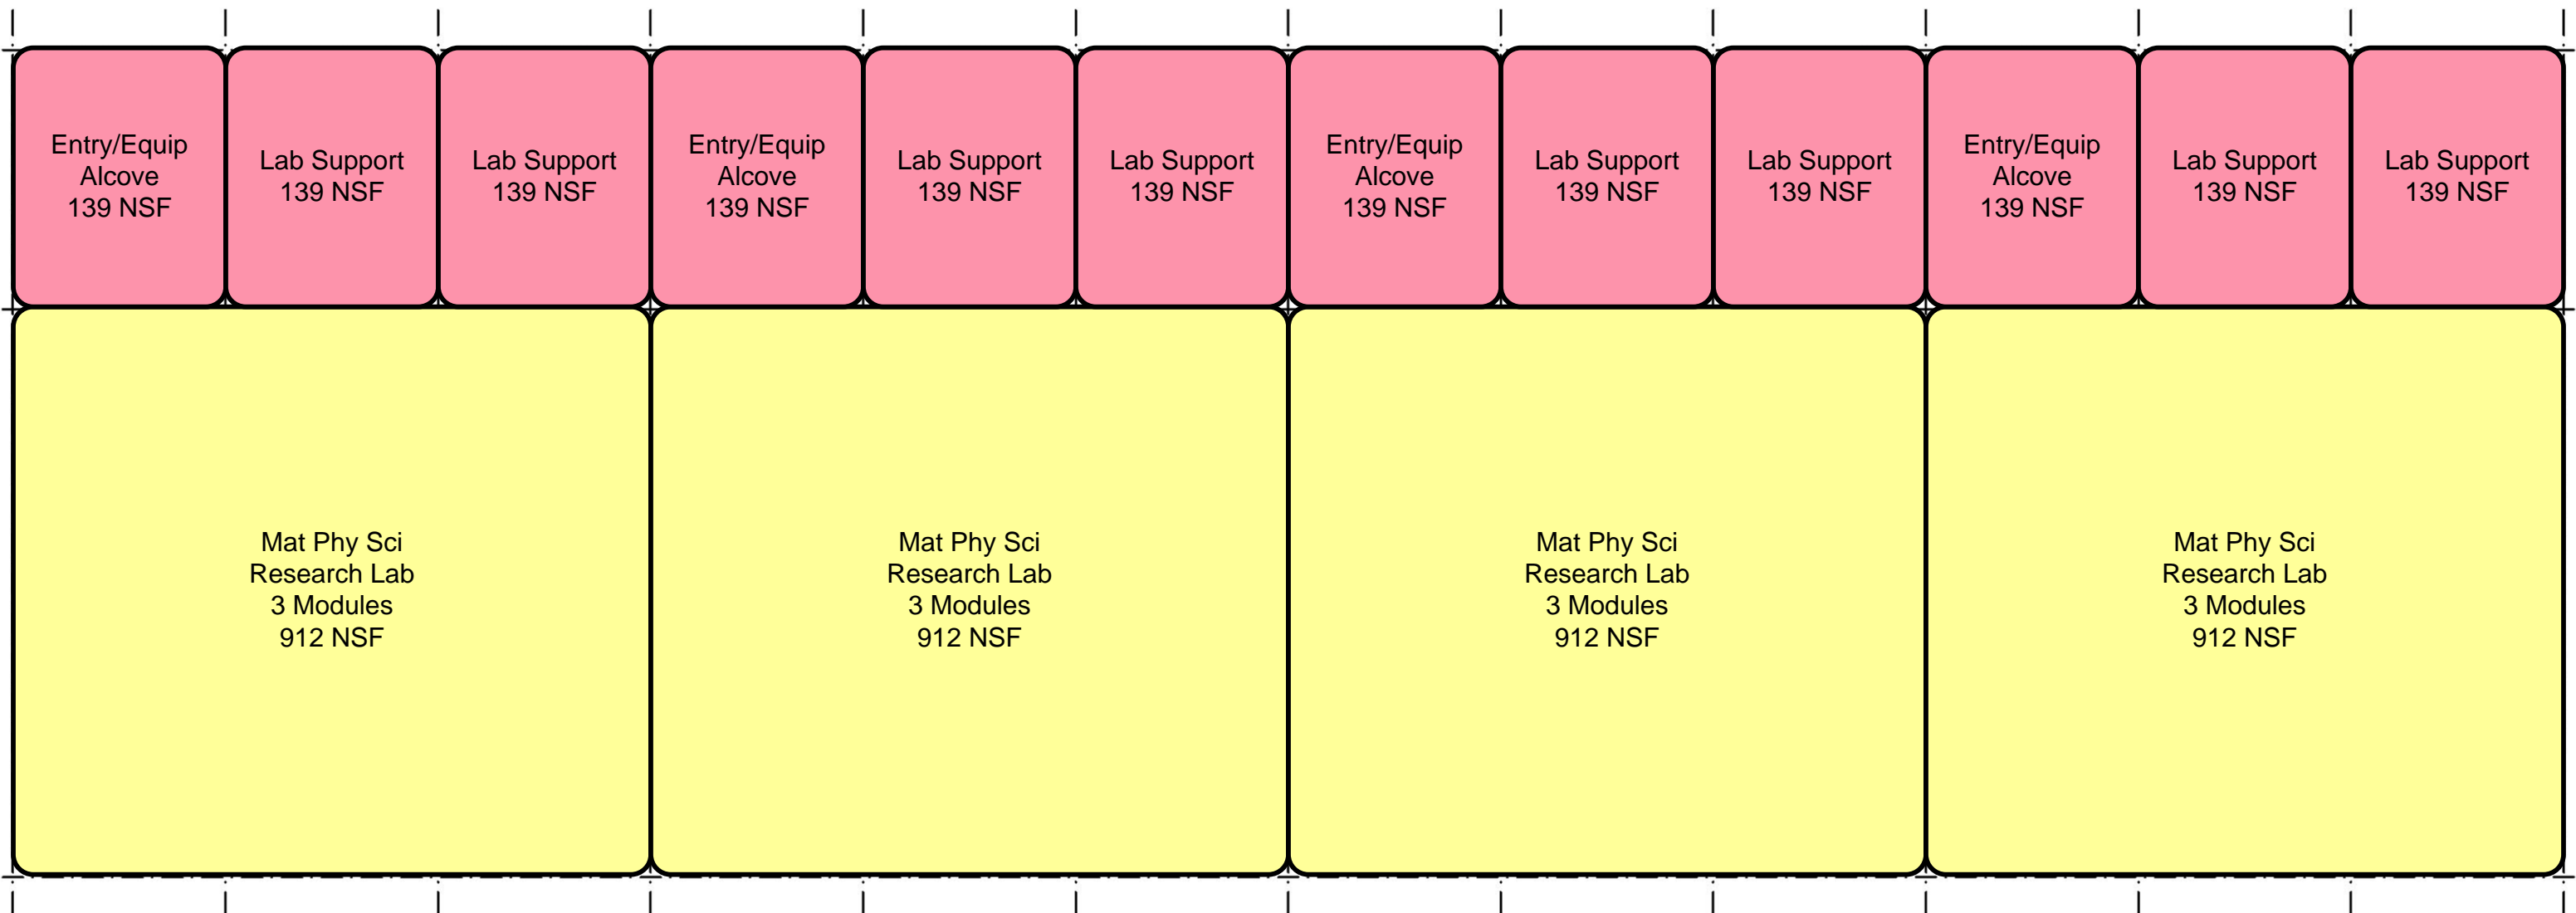 Entry/Equip
Alcove
139 NSF
Lab Support
139 NSF
Lab Support
139 NSF
Entry/Equip
Alcove
139 NSF
Lab Support
139 NSF
Lab Support
139 NSF
Entry/Equip
Alcove
139 NSF
Lab Support
139 NSF
Lab Support
139 NSF
Entry/Equip
Alcove
139 NSF
Lab Support
139 NSF
Lab Support
139 NSF
Mat Phy Sci
Research Lab
3 Modules
912 NSF
Mat Phy Sci
Research Lab
3 Modules
912 NSF
Mat Phy Sci
Research Lab
3 Modules
912 NSF
Mat Phy Sci
Research Lab
3 Modules
912 NSF